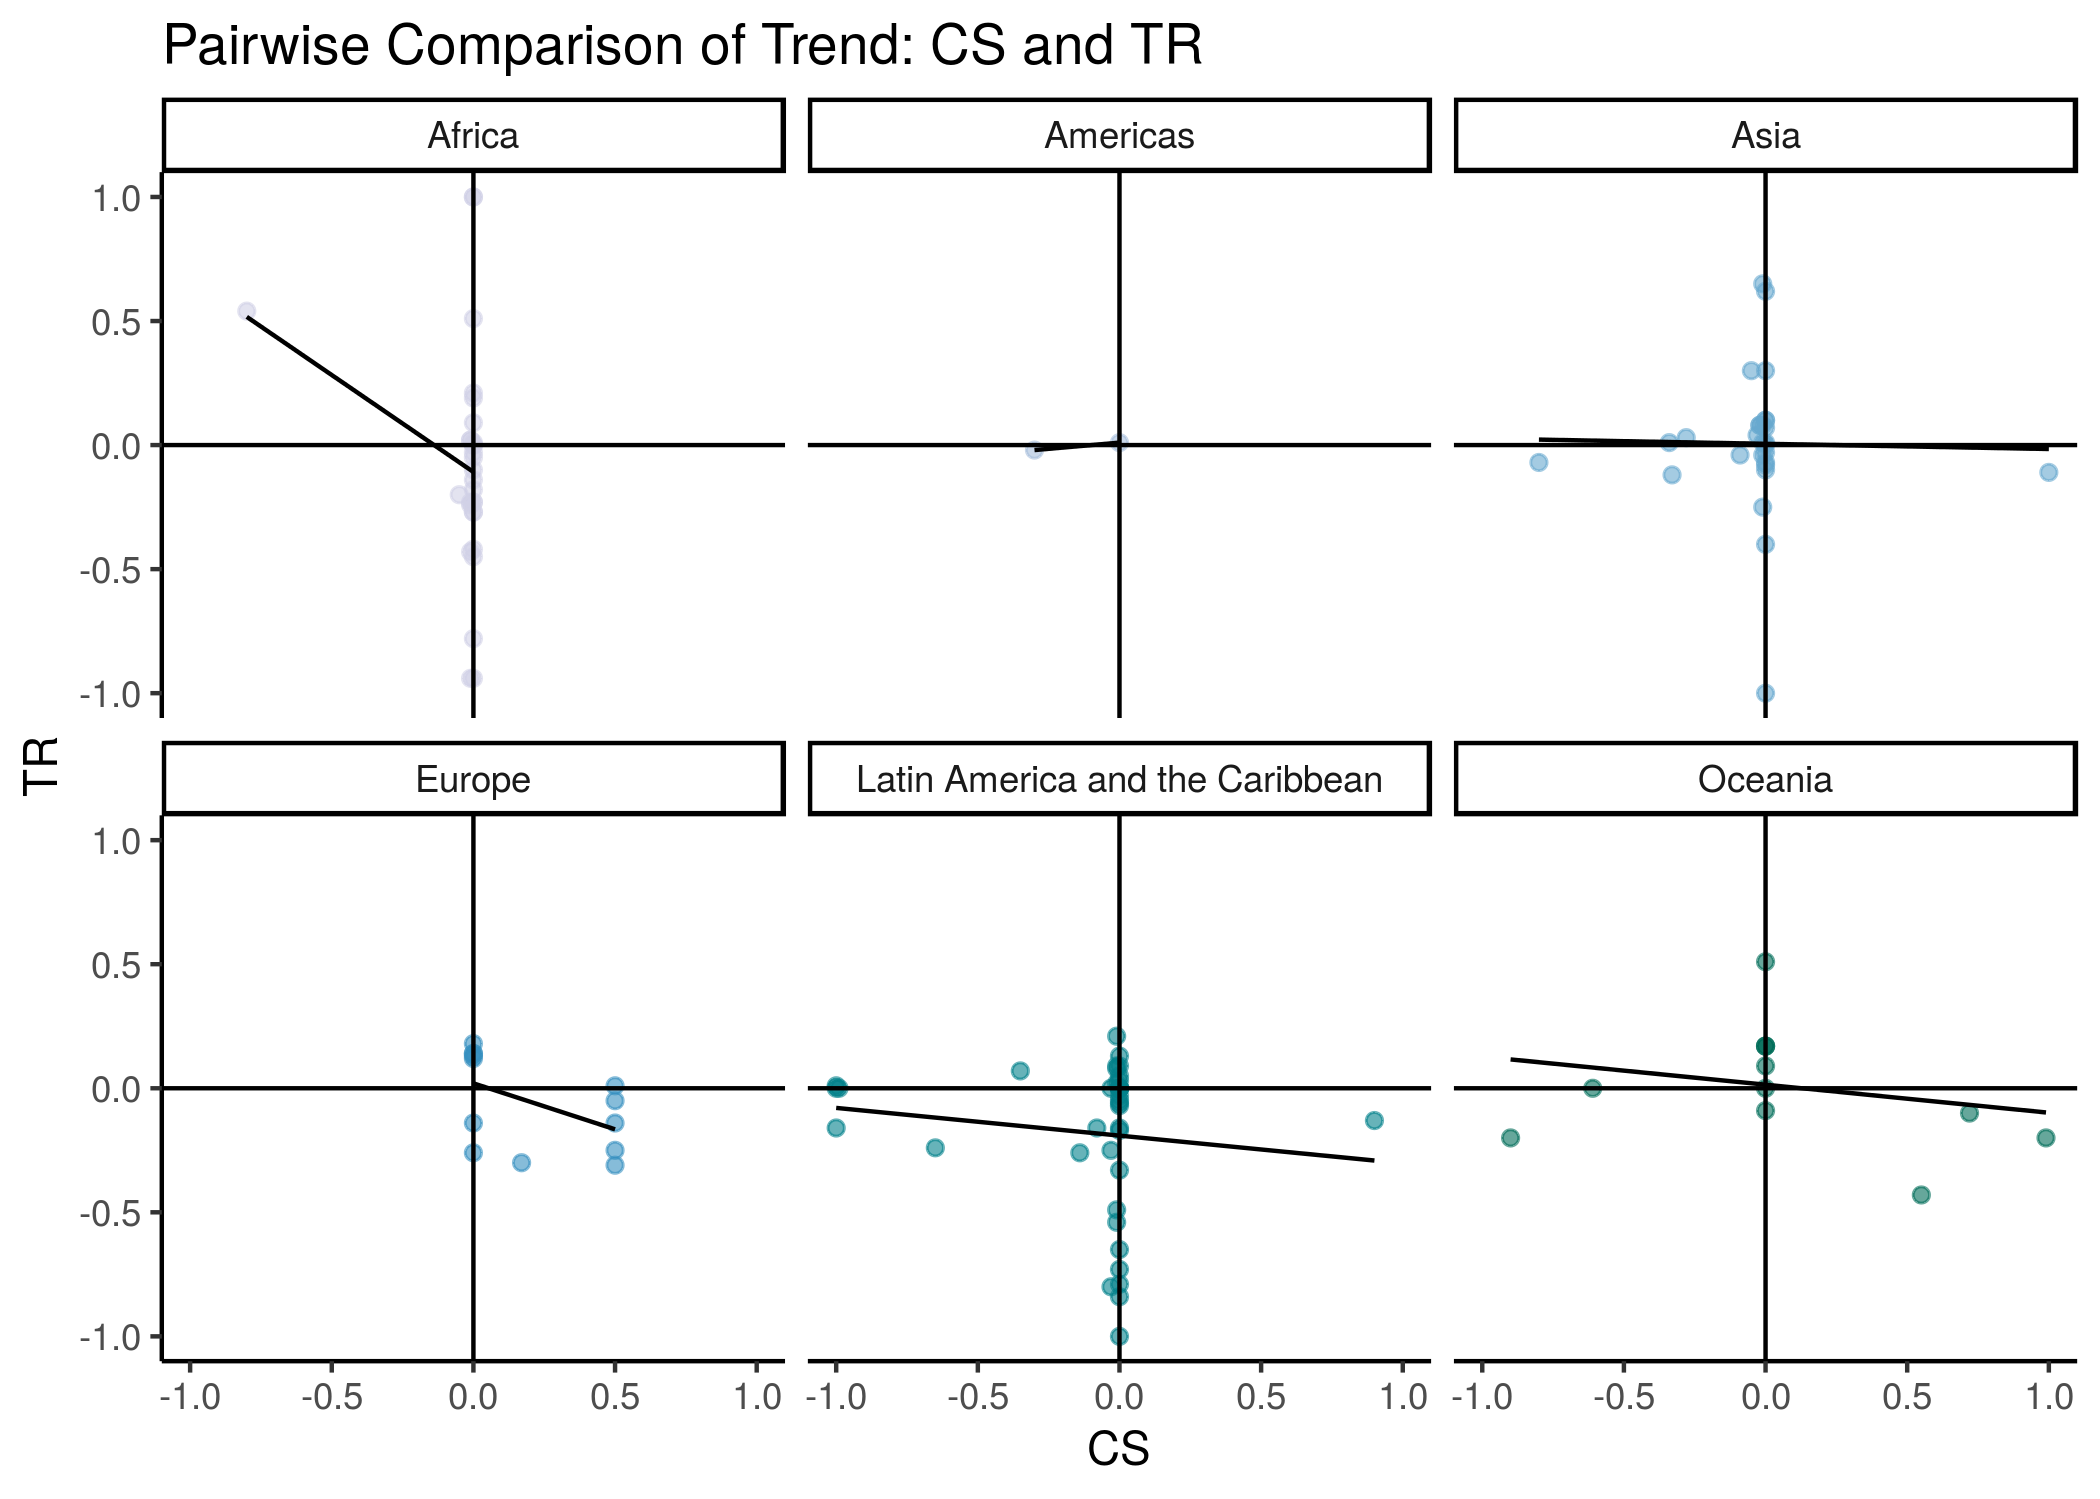 Pairwise Comparison of Trend: CS and TR
Africa
Americas
Asia
1.0
0.5
0.0
-0.5
-1.0
TR
Europe
Latin America and the Caribbean
Oceania
1.0
0.5
0.0
-0.5
-1.0
-1.0 -0.5 0.0 0.5 1.0 -1.0 -0.5 0.0 0.5 1.0 -1.0 -0.5 0.0 0.5 1.0
CS